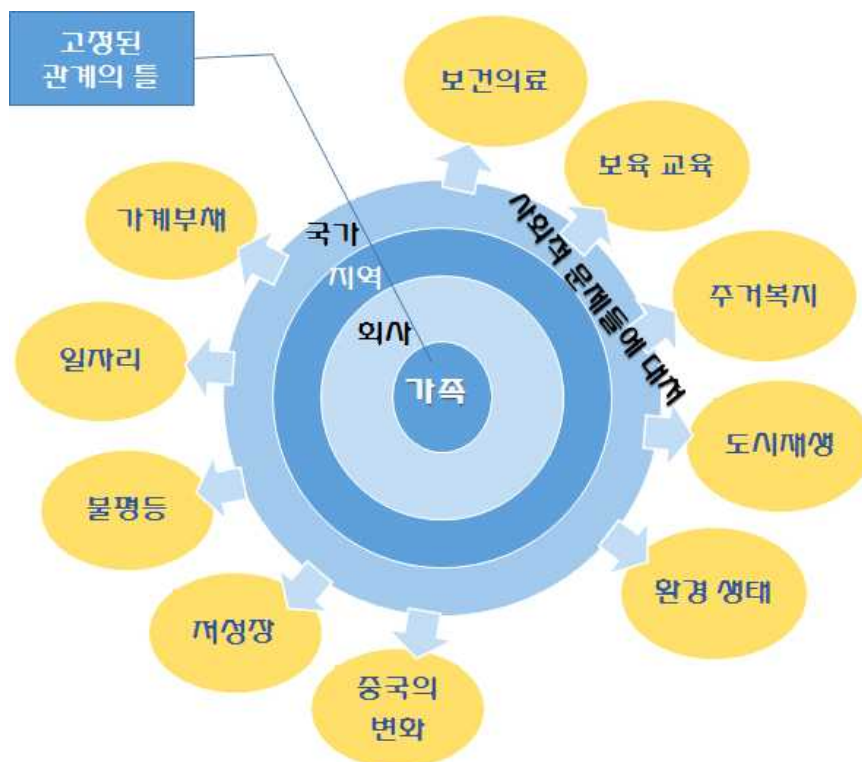 고정된
관계의 틀
보건의료
보육 교육
주거복지
도시재생
환경 생태
중국의
변화
저성장
불평등
일자리
가계부채
국가
지역
회사
가족
사회적 문제들에 대처